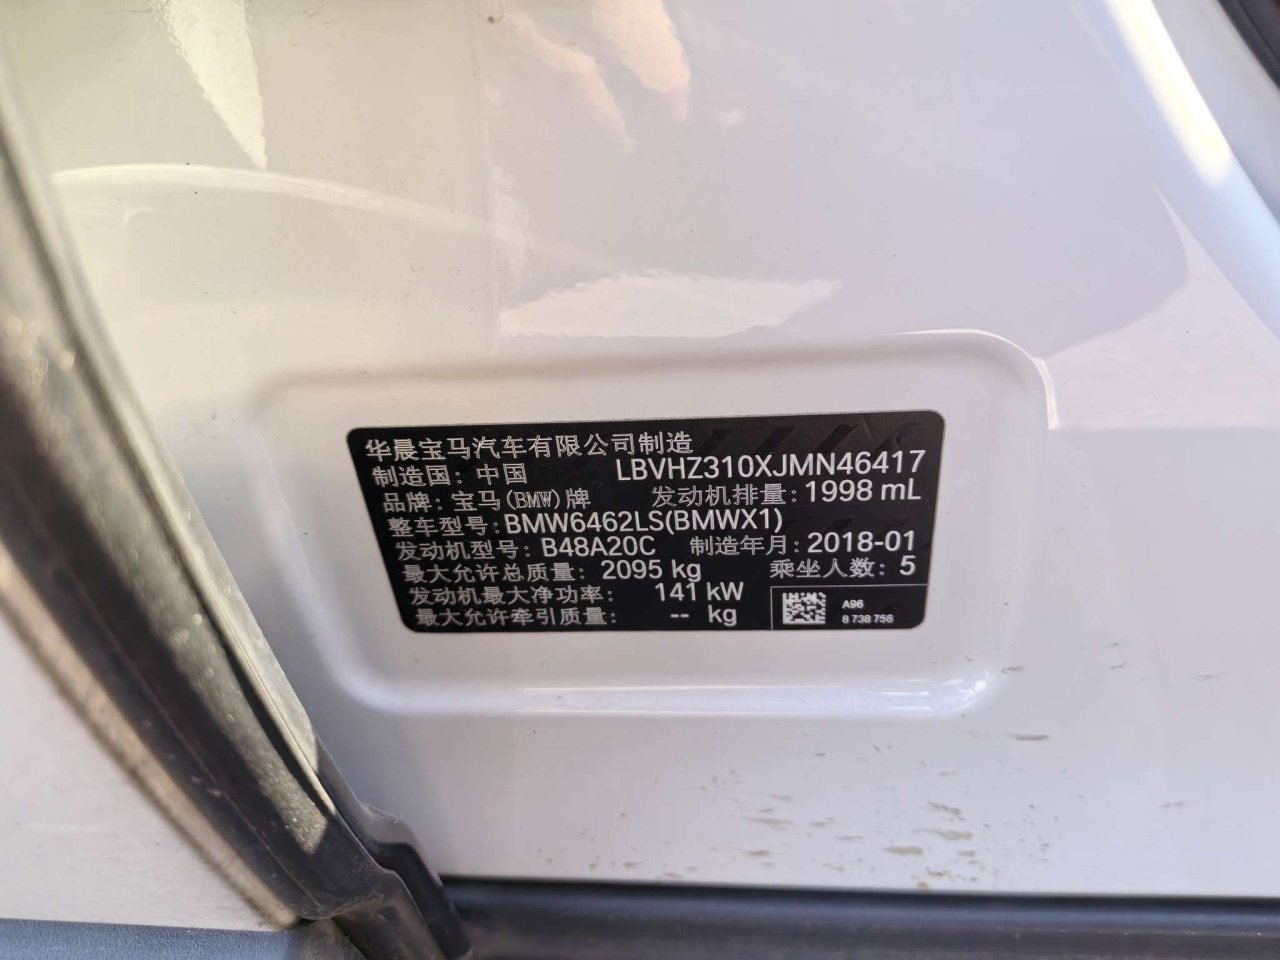 华晨宝马汽车有限公司制造
制造国: 中国 LBVHZ310XJMN46417
品牌: 宝马(BMW)牌 发动机排量: 1998 mL
整车型号: BMW6462LS(BMWX1)
发动机型号: B48A20C 制造年月: 2018-01
最大允许总质量: 2095 kg 乘坐人数: 5
发动机最大净功率: 141 kW
最大允许牵引质量: -- kg
A96
8 738 756